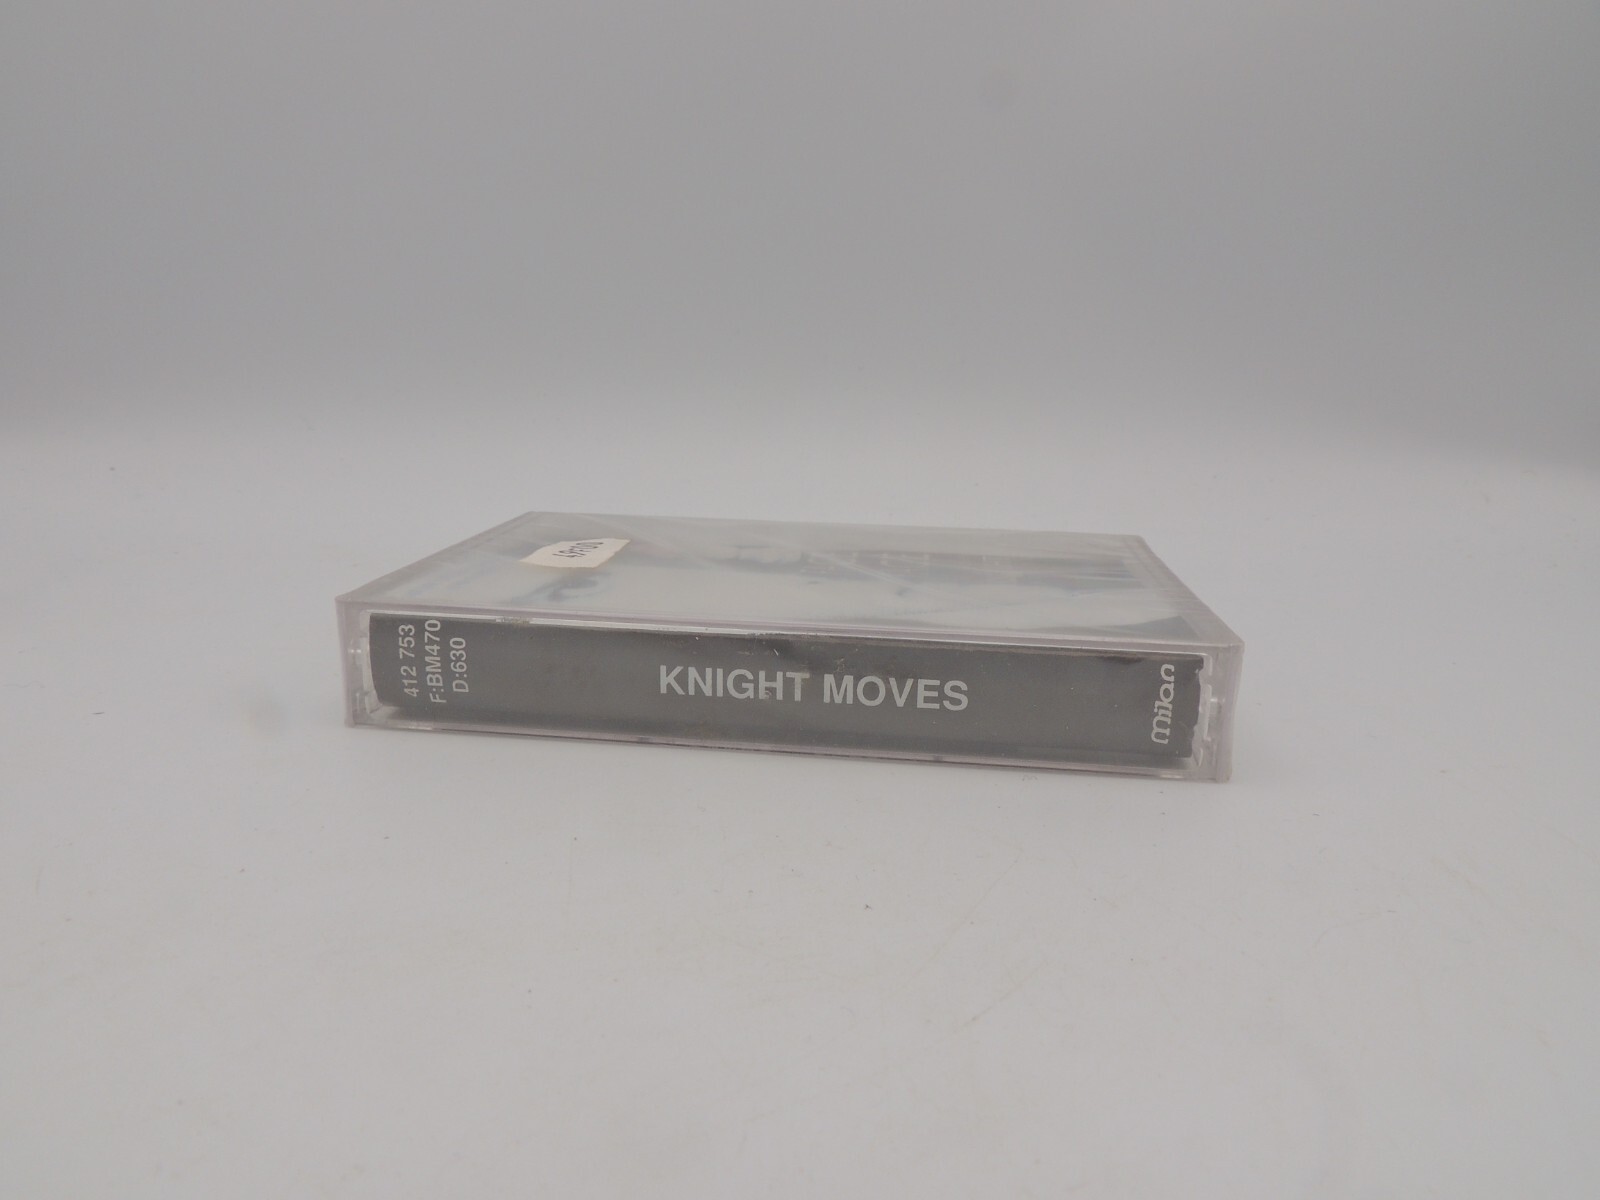 412 753
F:BM470
D:630
KNIGHT MOVES
Milan